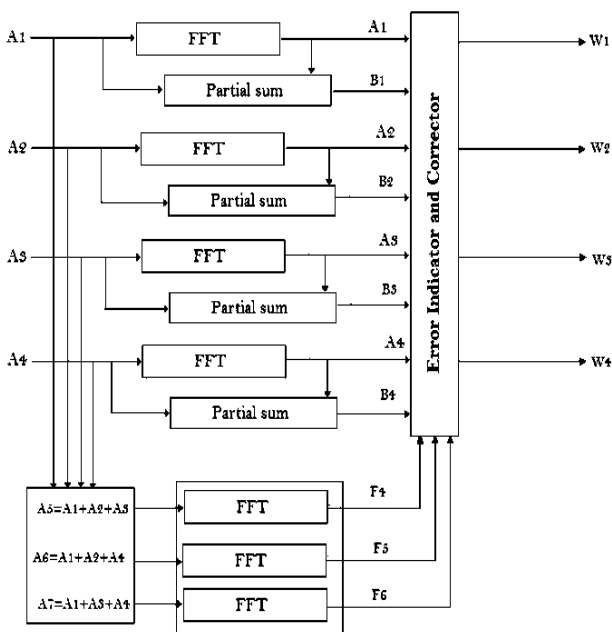 A1 FFT A1 W1
Partial sum B1
A2 FFT A2 W2
Partial sum B2
A3 FFT A3 W3
Partial sum B3
A4 FFT A4 W4
Partial sum B4
Error Indicator and Corrector
A5=A1+A2+A3 FFT F4
A6=A1+A2+A4 FFT F5
A7=A1+A3+A4 FFT F6